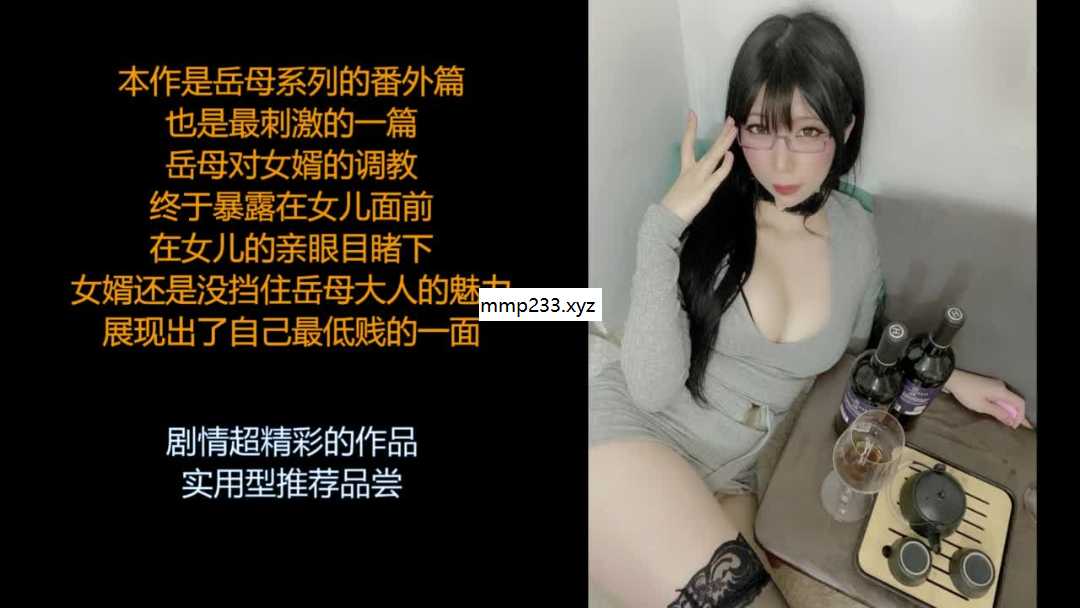 本作是岳母系列的番外篇
也是最刺激的一篇
岳母对女婿的调教
终于暴露在女儿面前
在女儿的亲眼目睹下
女婿还是没挡住岳母大人的魅力
mmp233.xyz
展现出了自己最低贱的一面
剧情超精彩的作品
实用型推荐品尝